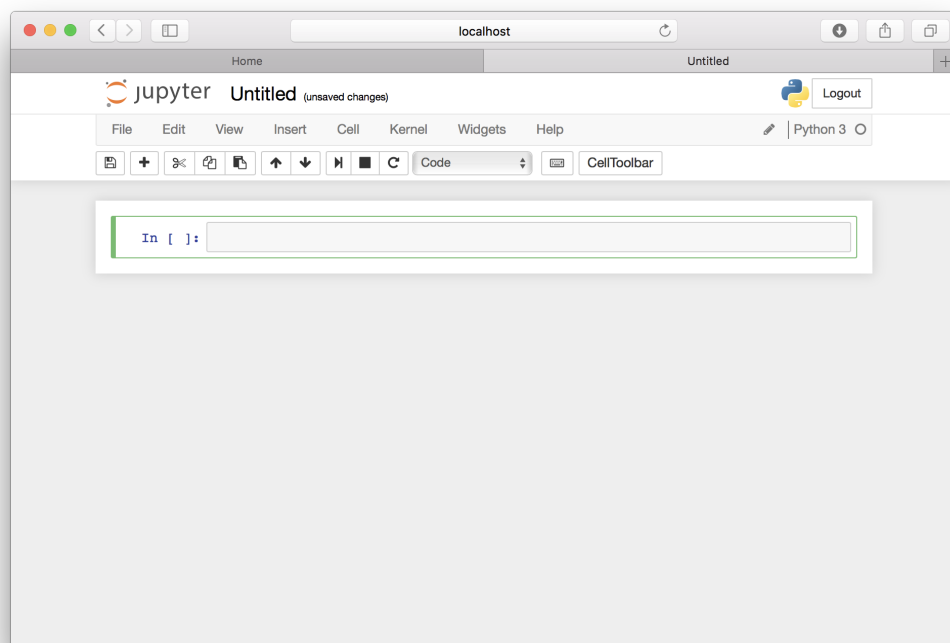 localhost
Home Untitled
jupyter Untitled (unsaved changes) Logout
File Edit View Insert Cell Kernel Widgets Help Python 3
Code CellToolbar
In [ ]: